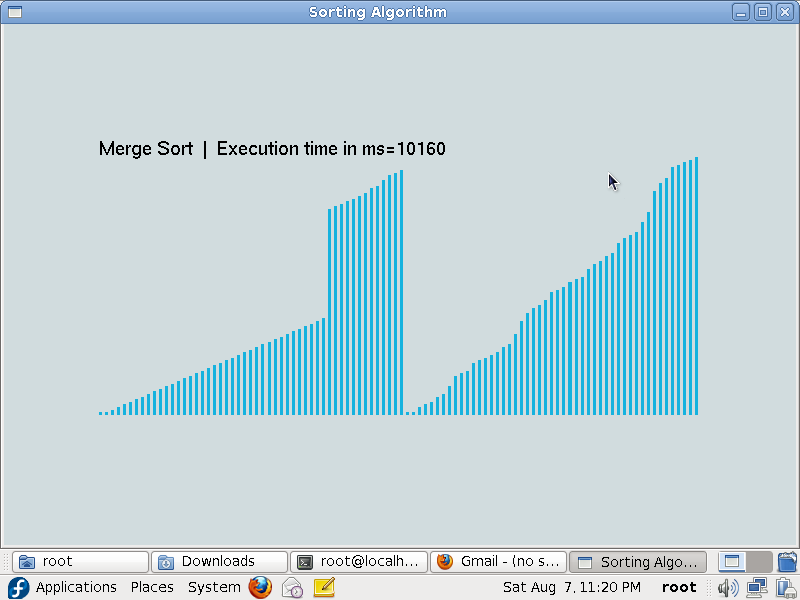 Sorting Algorithm
Merge Sort | Execution time in ms=10160
root Downloads root@localh... Gmail - (no s... Sorting Algo...
Applications Places System Sat Aug 7, 11:20 PM root